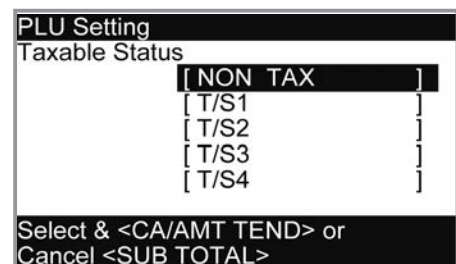 PLU Setting
Taxable Status
[ NON  TAX ]
[ T/S1 ]
[ T/S2 ]
[ T/S3 ]
[ T/S4 ]
Select & <CA/AMT TEND> or
Cancel <SUB TOTAL>